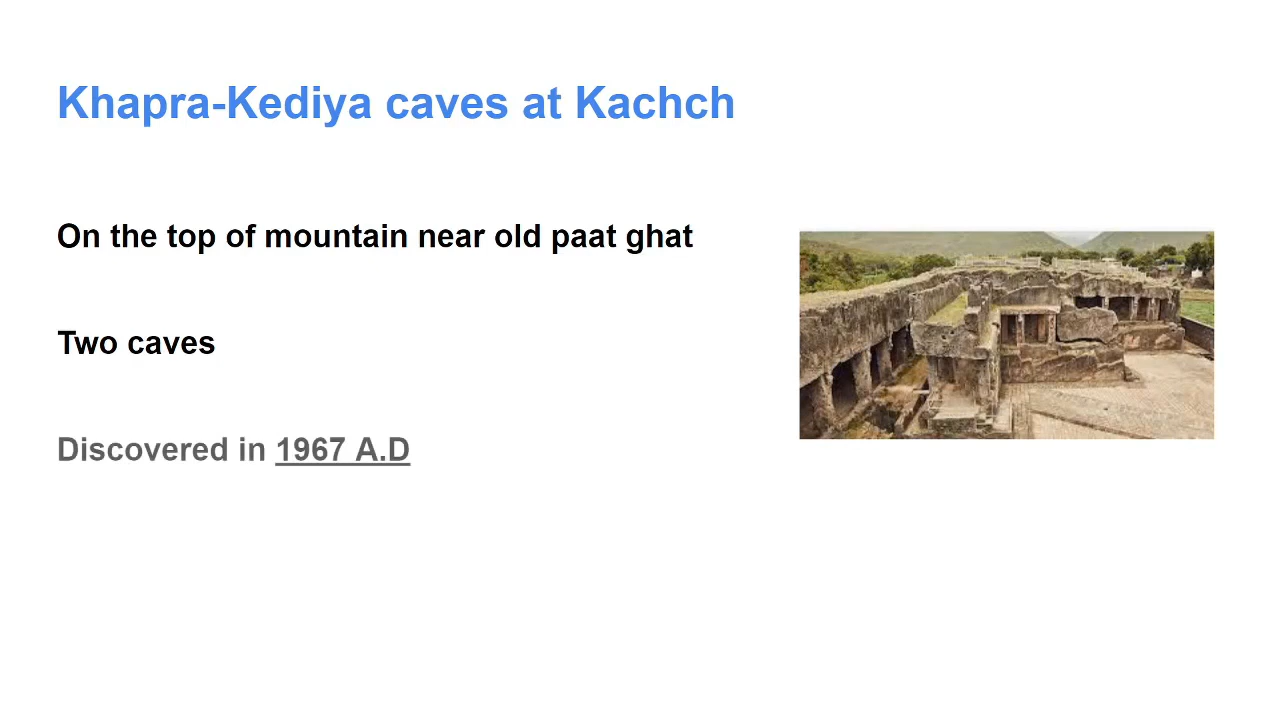 Khapra-Kediya caves at Kachch
On the top of mountain near old paat ghat
Two caves
Discovered in 1967 A.D